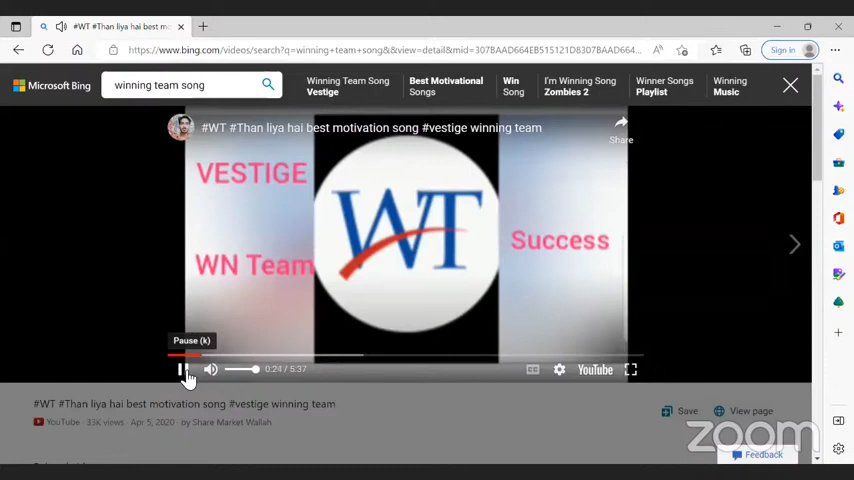 #WT #Than liya hai best mo
https://www.bing.com/videos/search?q=winning+team+song&&view=detail&mid=307BAAD664EB515121D8307BAAD664...
Sign in
Microsoft Bing
winning team song
Winning Team Song Vestige
Best Motivational Songs
Win Song
I'm Winning Song Zombies 2
Winner Songs Playlist
Winning Music
#WT #Than liya hai best motivation song #vestige winning team
Share
VESTIGE
WT
WN Team
Success
Pause (k)
0:24 / 5:37
CC
YouTube
#WT #Than liya hai best motivation song #vestige winning team
Save
View page
YouTube · 33K views · Apr 5, 2020 · by Share Market Wallah
zoom
Feedback